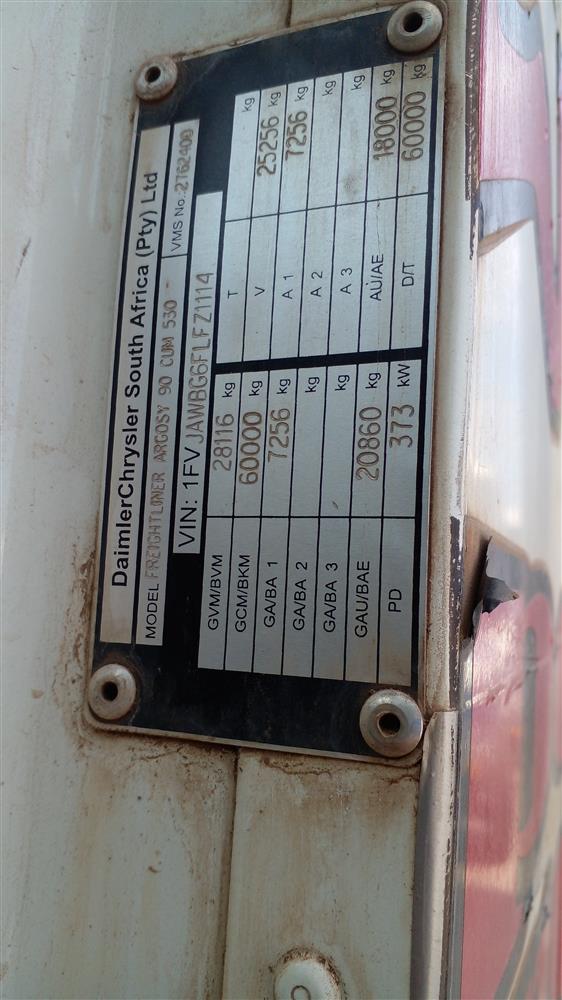 DaimlerChrysler South Africa (Pty) Ltd
MODEL FREIGHTLINER ARGOSY 90 CUM 530 - VMS No.: 2762400
VIN: 1FVJAWBG6FLFZ1114
GVM/BVM 28116 kg T kg
GCM/BKM 60000 kg V 25256 kg
GA/BA 1 7256 kg A 1 7256 kg
GA/BA 2 kg A 2 kg
GA/BA 3 kg A 3 kg
GAU/BAE 20860 kg AU/AE 18000 kg
PD 373 kW D/T 60000 kg